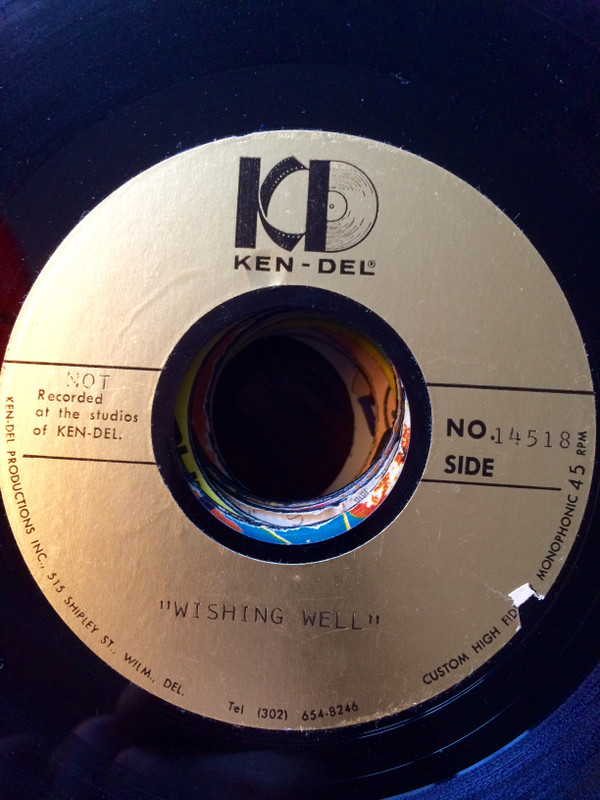 KD
KEN-DEL®
NOT
Recorded
at the studios
of KEN-DEL.
NO. 14518
SIDE
"WISHING WELL"
KEN-DEL PRODUCTIONS INC., 515 SHIPLEY ST., WILM., DEL.
Tel (302) 654-8246
CUSTOM HIGH MONOPHONIC 45 RPM